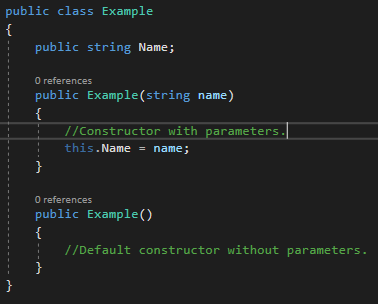 public class Example
{
public string Name;
0 references
public Example(string name)
{
//Constructor with parameters.
this.Name = name;
}
0 references
public Example()
{
//Default constructor without parameters.
}
}